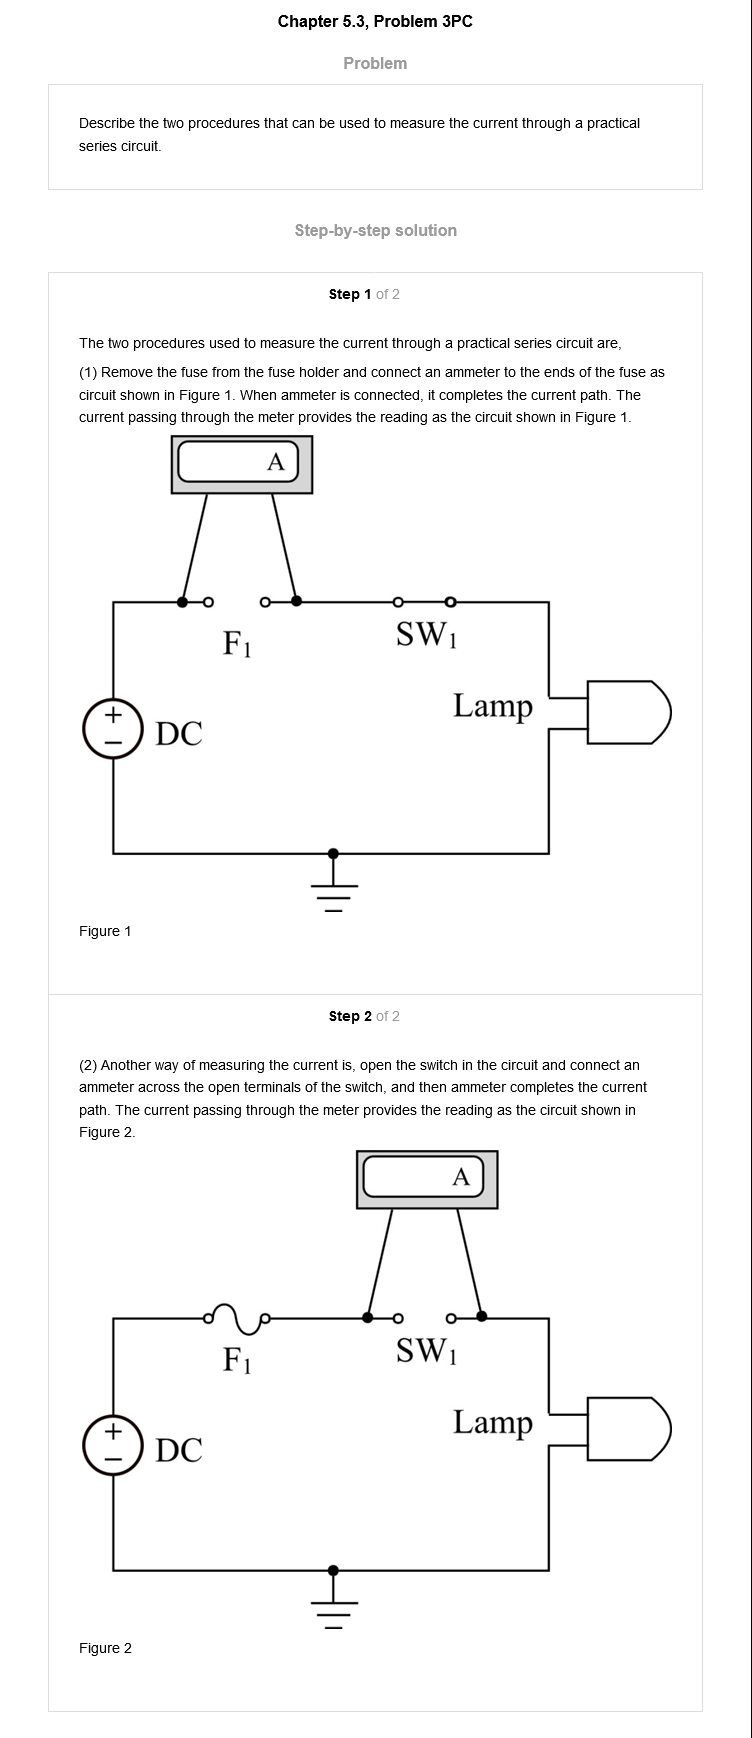 Chapter 5.3, Problem 3PC
Problem
Describe the two procedures that can be used to measure the current through a practical
series circuit.
Step-by-step solution
Step 1 of 2
The two procedures used to measure the current through a practical series circuit are,
(1) Remove the fuse from the fuse holder and connect an ammeter to the ends of the fuse as
circuit shown in Figure 1. When ammeter is connected, it completes the current path. The
current passing through the meter provides the reading as the circuit shown in Figure 1.
A
F1
SW1
Lamp
+
−
DC
Figure 1
Step 2 of 2
(2) Another way of measuring the current is, open the switch in the circuit and connect an
ammeter across the open terminals of the switch, and then ammeter completes the current
path. The current passing through the meter provides the reading as the circuit shown in
Figure 2.
A
F1
SW1
Lamp
+
−
DC
Figure 2